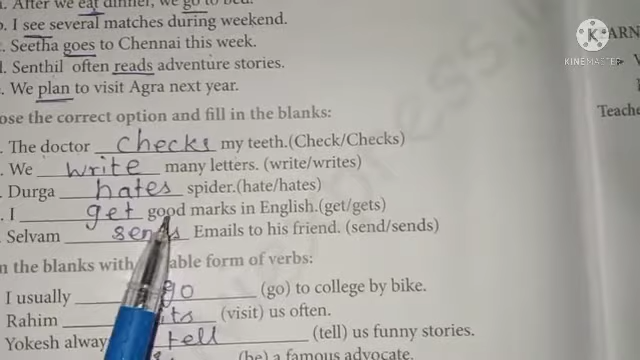 After we eat dinner, we go to bed.
I see several matches during weekend.
Seetha goes to Chennai this week.
d. Senthil often reads adventure stories.
We plan to visit Agra next year.
ose the correct option and fill in the blanks:
The doctor checks my teeth.(Check/Checks)
We write many letters. (write/writes)
Durga hates spider.(hate/hates)
I get good marks in English.(get/gets)
Selvam sends Emails to his friend. (send/sends)
n the blanks with able form of verbs:
I usually go (go) to college by bike.
Rahim its (visit) us often.
Yokesh alway tell (tell) us funny stories.
(be) a famous advocate.
K
KINEMASTER
ARN
Teache